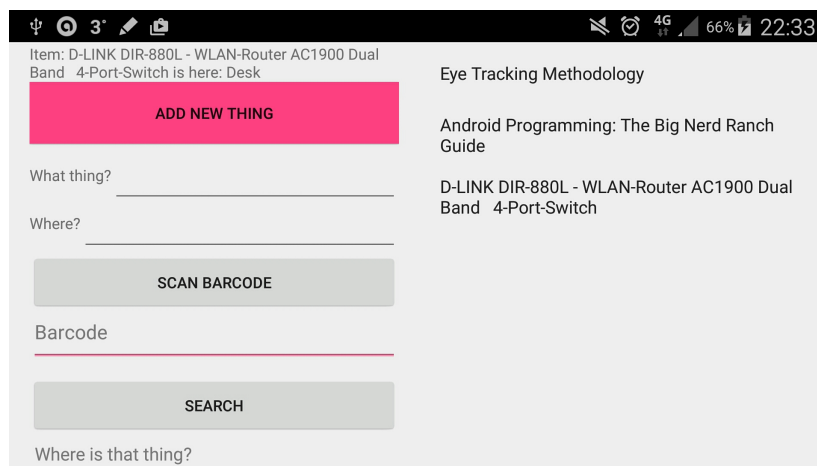 3°
4G
66%
22:33
Item: D-LINK DIR-880L - WLAN-Router AC1900 Dual
Band   4-Port-Switch is here: Desk
ADD NEW THING
What thing?
Where?
SCAN BARCODE
Barcode
SEARCH
Where is that thing?
Eye Tracking Methodology
Android Programming: The Big Nerd Ranch
Guide
D-LINK DIR-880L - WLAN-Router AC1900 Dual
Band   4-Port-Switch